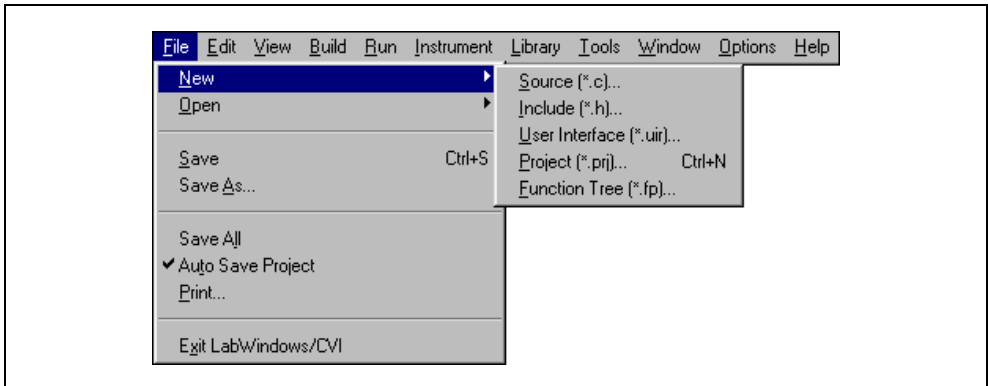 File Edit View Build Run Instrument Library Tools Window Options Help
New
Open
Save Ctrl+S
Save As...
Save All
Auto Save Project
Print...
Exit LabWindows/CVI
Source (*.c)...
Include (*.h)...
User Interface (*.uir)...
Project (*.prj)... Ctrl+N
Function Tree (*.fp)...